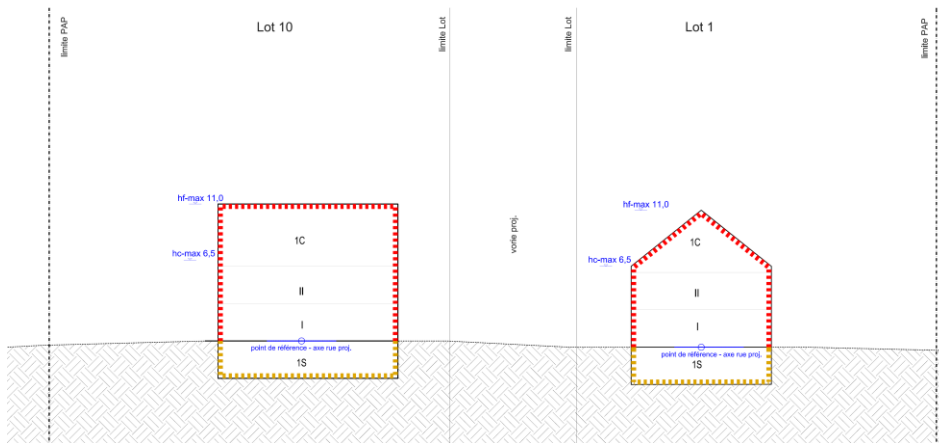 limite PAP
Lot 10
limite Lot
limite Lot
Lot 1
limite PAP
hf-max 11,0
1C
hc-max 6,5
II
I
point de référence - axe rue proj.
1S
vorie proj.
hf-max 11,0
1C
hc-max 6,5
II
I
point de référence - axe rue proj.
1S